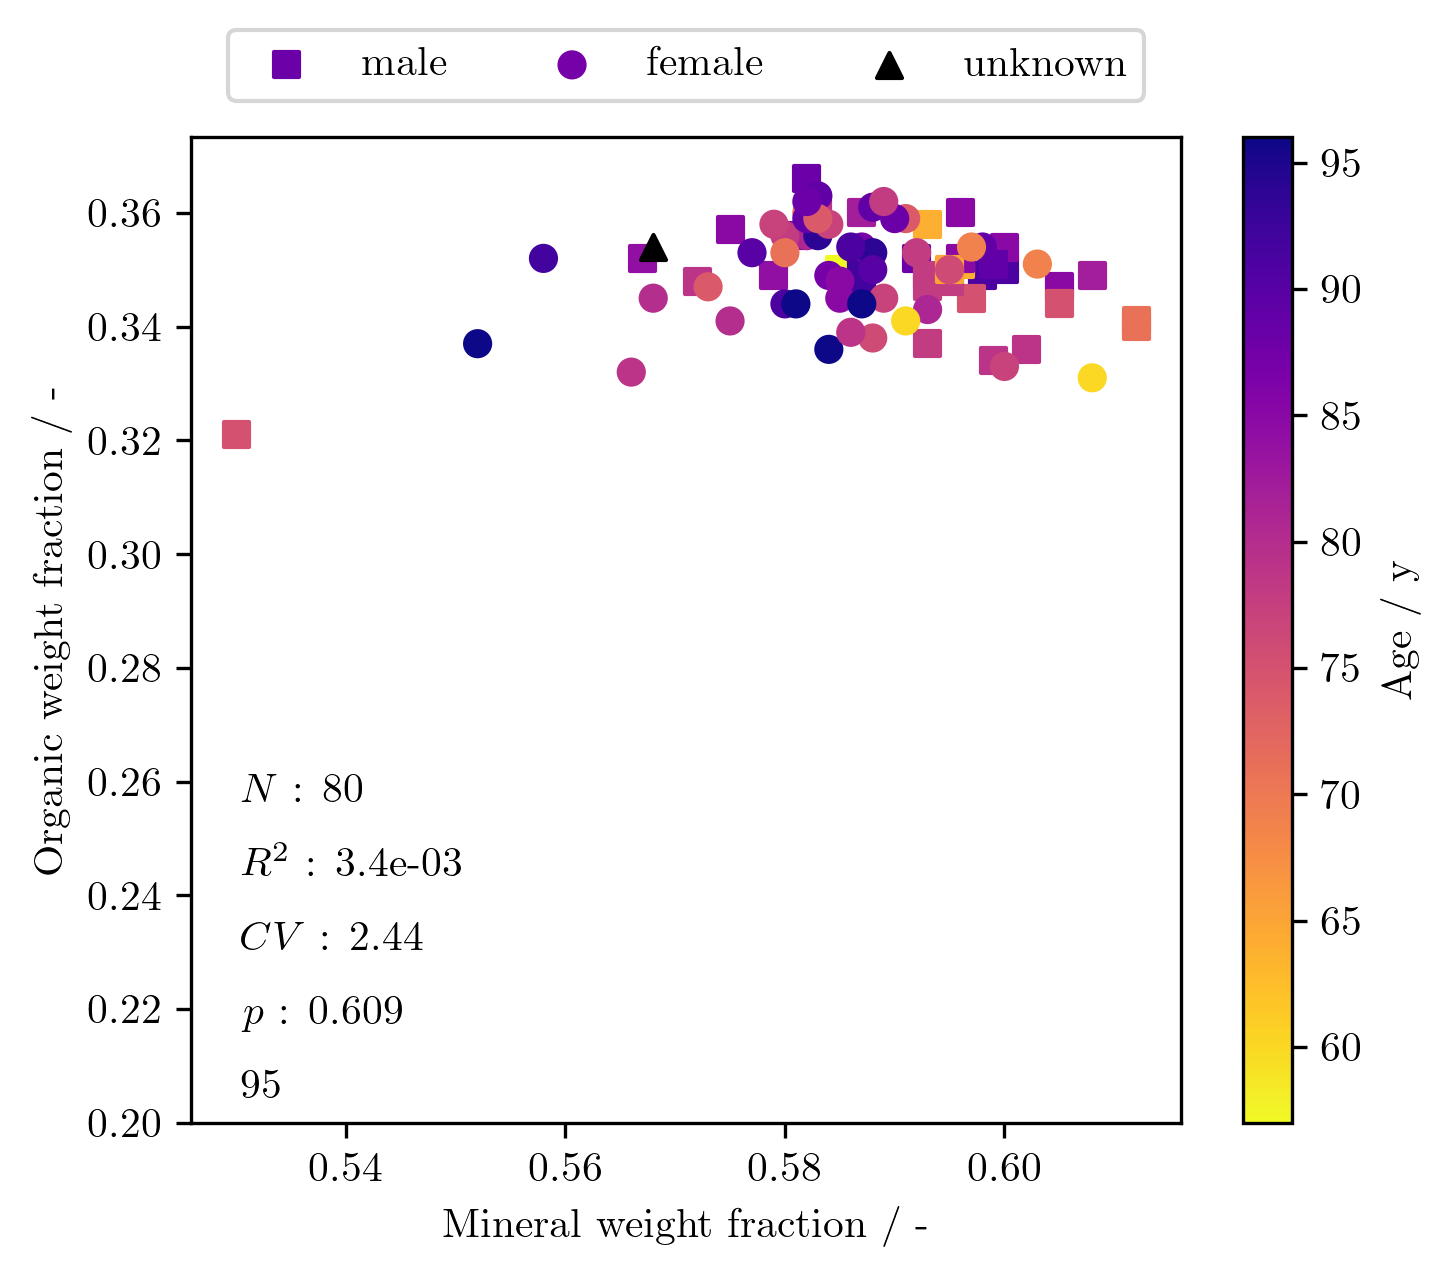 male female unknown
0.36
0.34
0.32
0.30
0.28
0.26
0.24
0.22
0.20
Organic weight fraction / -
N : 80
R² : 3.4e-03
CV : 2.44
p : 0.609
95
0.54 0.56 0.58 0.60
Mineral weight fraction / -
95
90
85
80
75
70
65
60
Age / y